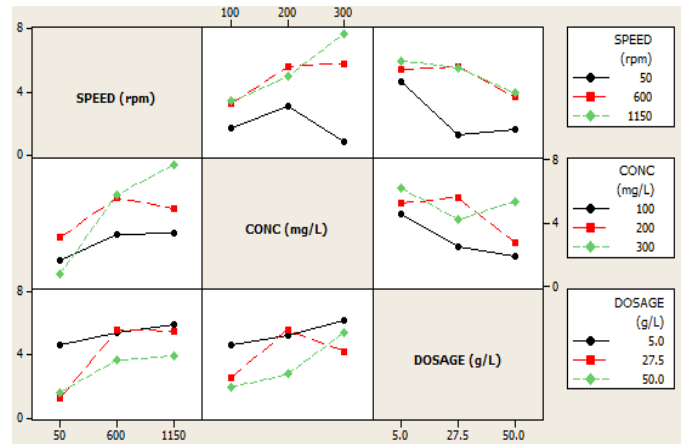 100 200 300
8
4
0
SPEED (rpm)
SPEED
(rpm)
50
600
1150
CONC (mg/L)
8
4
0
CONC
(mg/L)
100
200
300
8
4
0
DOSAGE (g/L)
DOSAGE
(g/L)
5.0
27.5
50.0
50 600 1150
5.0 27.5 50.0